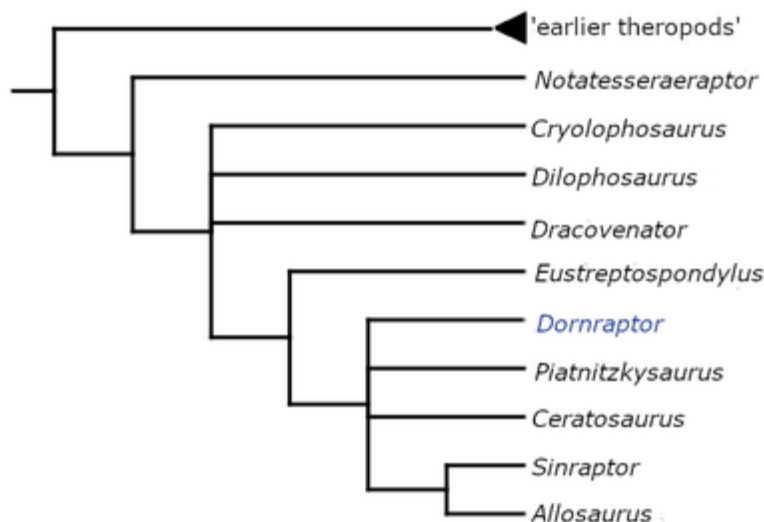 'earlier theropods'
Notatesseraeraptor
Cryolophosaurus
Dilophosaurus
Dracovenator
Eustreptospondylus
Dornraptor
Piatnitzkysaurus
Ceratosaurus
Sinraptor
Allosaurus